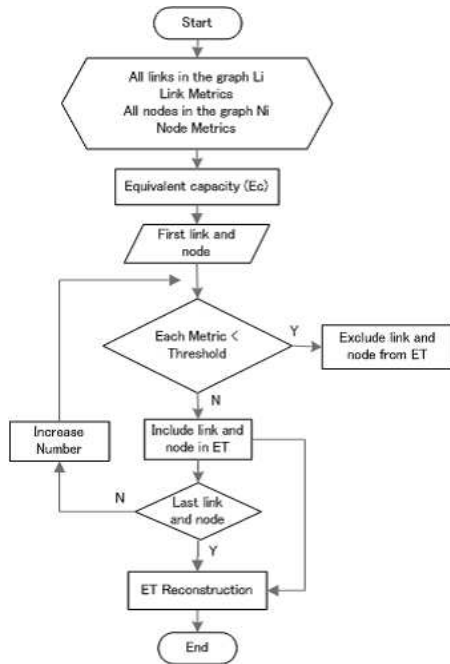 Start
All links in the graph Li
Link Metrics
All nodes in the graph Ni
Node Metrics
Equivalent capacity (Ec)
First link and
node
Each Metric <
Threshold
Y
Exclude link and
node from ET
N
Include link and
node in ET
Increase
Number
N
Last link
and node
Y
ET Reconstruction
End